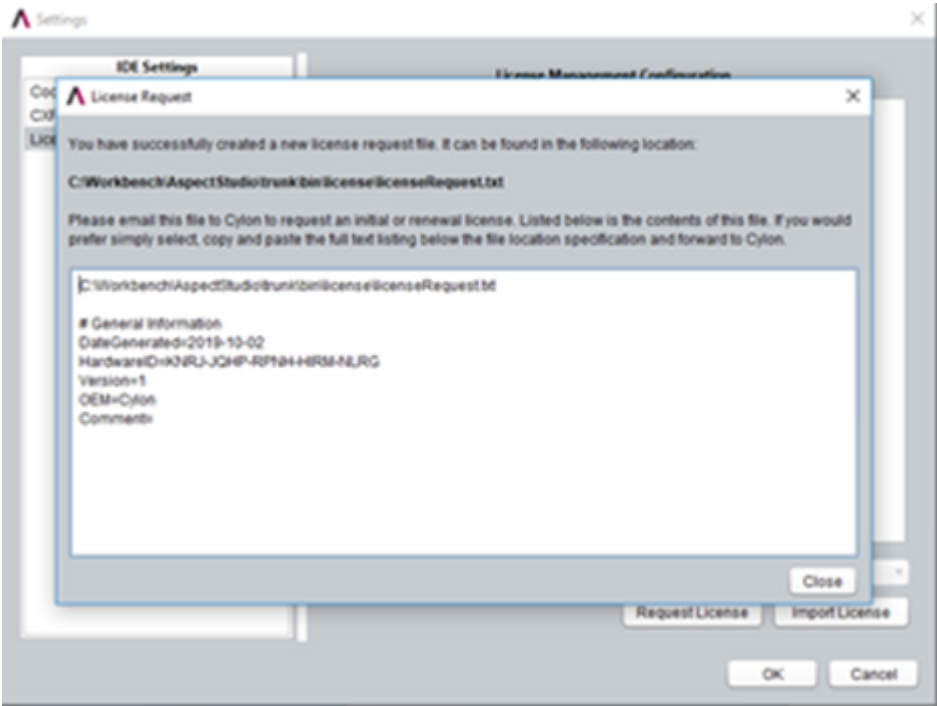 Settings
IDE Settings
License Management Configuration
License Request
You have successfully created a new license request file. It can be found in the following location:
C:\Workbench\AspectStudio\trunk\bin\license\licenseRequest.txt
Please email this file to Cylon to request an initial or renewal license. Listed below is the contents of this file. If you would
prefer simply select, copy and paste the full text listing below the file location specification and forward to Cylon.
C:\Workbench\AspectStudio\trunk\bin\license\licenseRequest.txt
# General Information
DateGenerated=2019-10-02
HardwareID=KNRJ-JQHP-RPNH-HIRM-NLRG
Version=1
OEM=Cylon
Comment=
Close
Request License
Import License
OK
Cancel